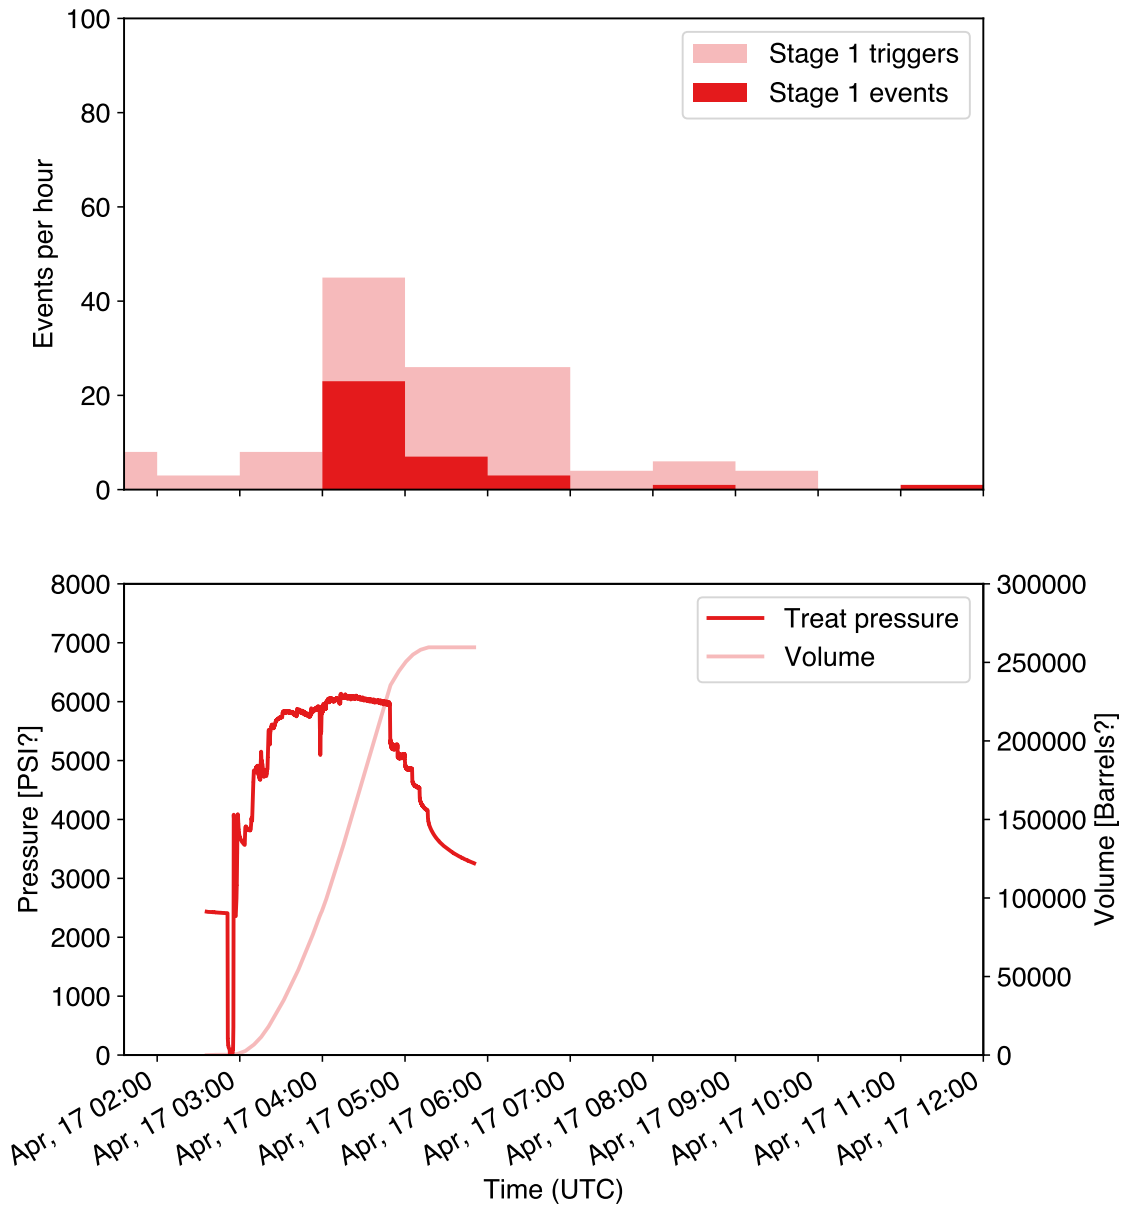 100
80
60
40
20
0
Events per hour
Stage 1 triggers
Stage 1 events
8000
7000
6000
5000
4000
3000
2000
1000
0
Pressure [PSI?]
Treat pressure
Volume
300000
250000
200000
150000
100000
50000
0
Volume [Barrels?]
Apr, 17 02:00
Apr, 17 03:00
Apr, 17 04:00
Apr, 17 05:00
Apr, 17 06:00
Apr, 17 07:00
Apr, 17 08:00
Apr, 17 09:00
Apr, 17 10:00
Apr, 17 11:00
Apr, 17 12:00
Time (UTC)